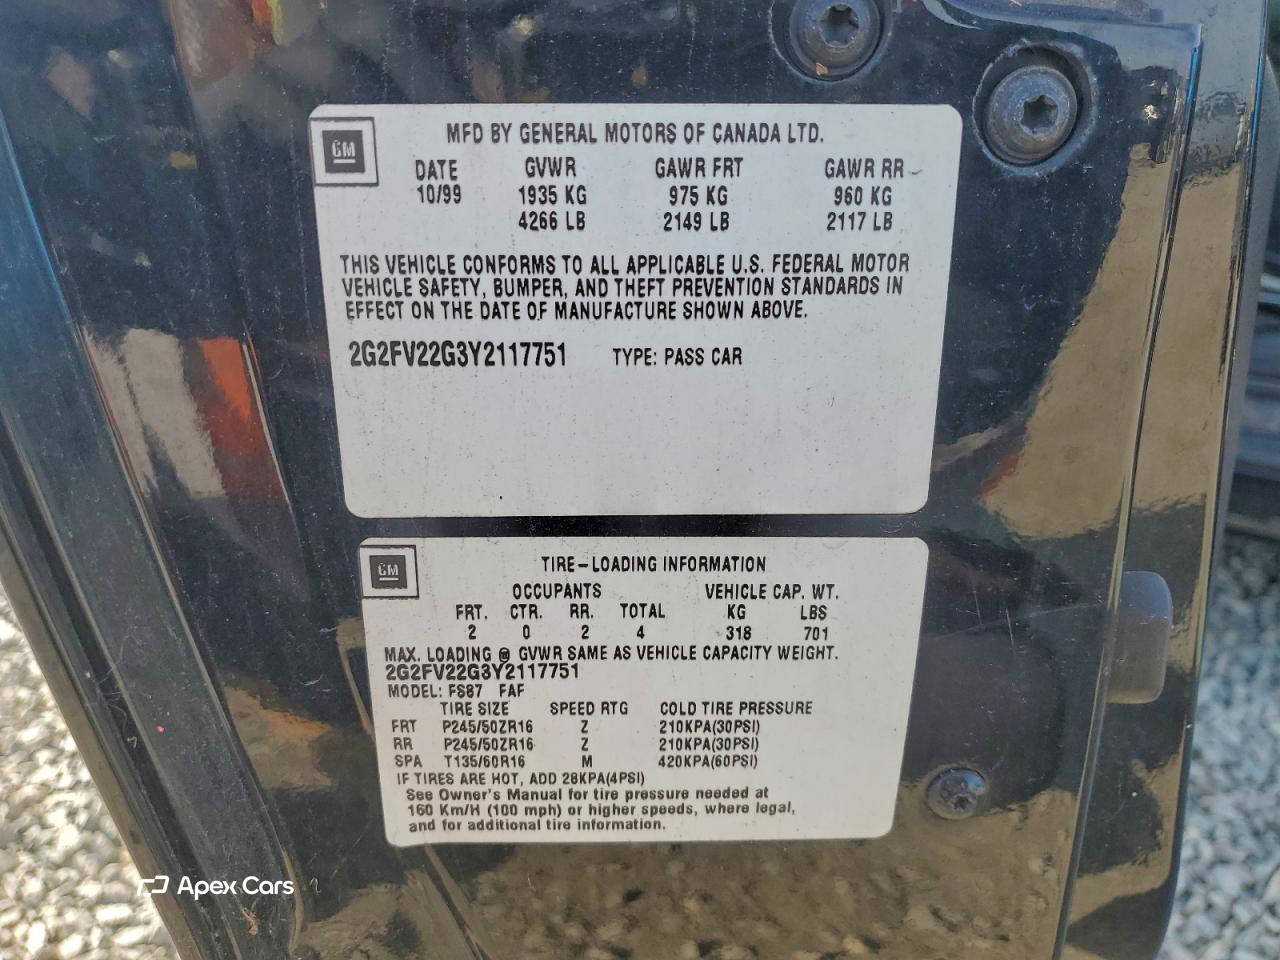 GM
MFD BY GENERAL MOTORS OF CANADA LTD.
DATE GVWR GAWR FRT GAWR RR
10/99 1935 KG 975 KG 960 KG
4266 LB 2149 LB 2117 LB
THIS VEHICLE CONFORMS TO ALL APPLICABLE U.S. FEDERAL MOTOR
VEHICLE SAFETY, BUMPER, AND THEFT PREVENTION STANDARDS IN
EFFECT ON THE DATE OF MANUFACTURE SHOWN ABOVE.
2G2FV22G3Y2117751 TYPE: PASS CAR
GM
TIRE-LOADING INFORMATION
OCCUPANTS VEHICLE CAP. WT.
FRT. CTR. RR. TOTAL KG LBS
2 0 2 4 318 701
MAX. LOADING @ GVWR SAME AS VEHICLE CAPACITY WEIGHT.
2G2FV22G3Y2117751
MODEL: FS87 FAF
TIRE SIZE SPEED RTG COLD TIRE PRESSURE
FRT P245/50ZR16 Z 210KPA(30PSI)
RR P245/50ZR16 Z 210KPA(30PSI)
SPA T135/60R16 M 420KPA(60PSI)
IF TIRES ARE HOT, ADD 28KPA(4PSI)
See Owner's Manual for tire pressure needed at
160 Km/H (100 mph) or higher speeds, where legal,
and for additional tire information.
Apex Cars